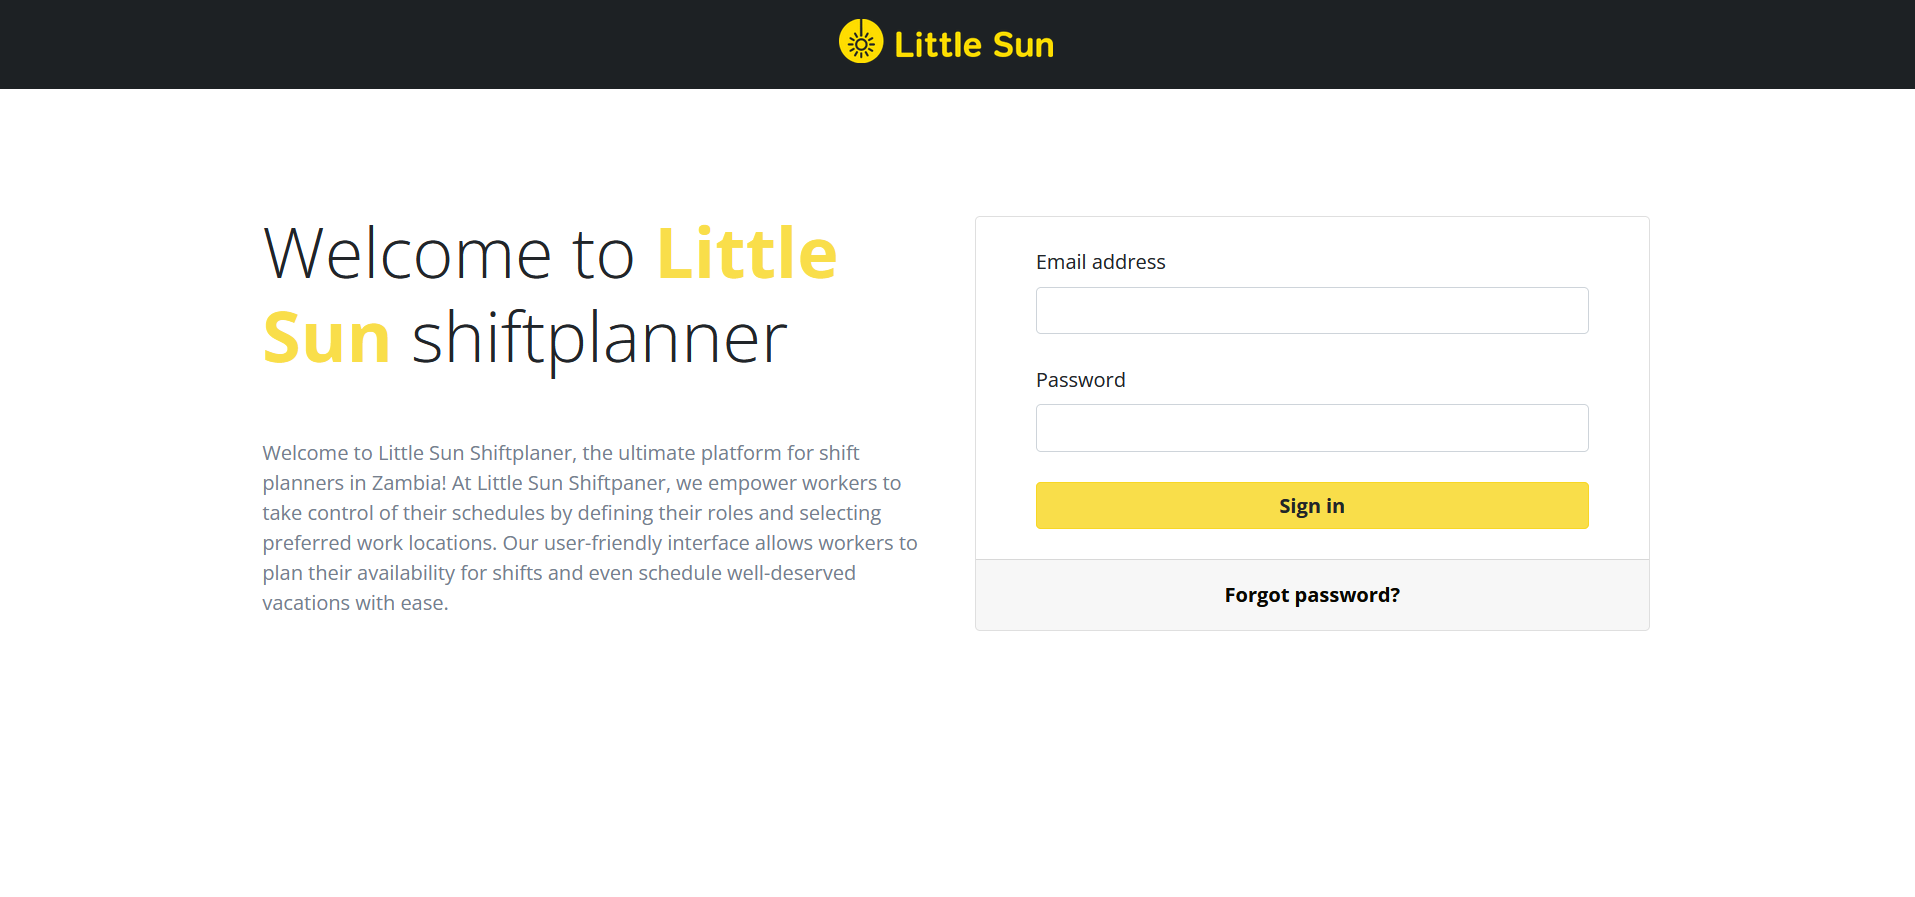 Little Sun
Welcome to Little
Sun shiftplanner
Welcome to Little Sun Shiftplaner, the ultimate platform for shift
planners in Zambia! At Little Sun Shiftpaner, we empower workers to
take control of their schedules by defining their roles and selecting
preferred work locations. Our user-friendly interface allows workers to
plan their availability for shifts and even schedule well-deserved
vacations with ease.
Email address
Password
Sign in
Forgot password?